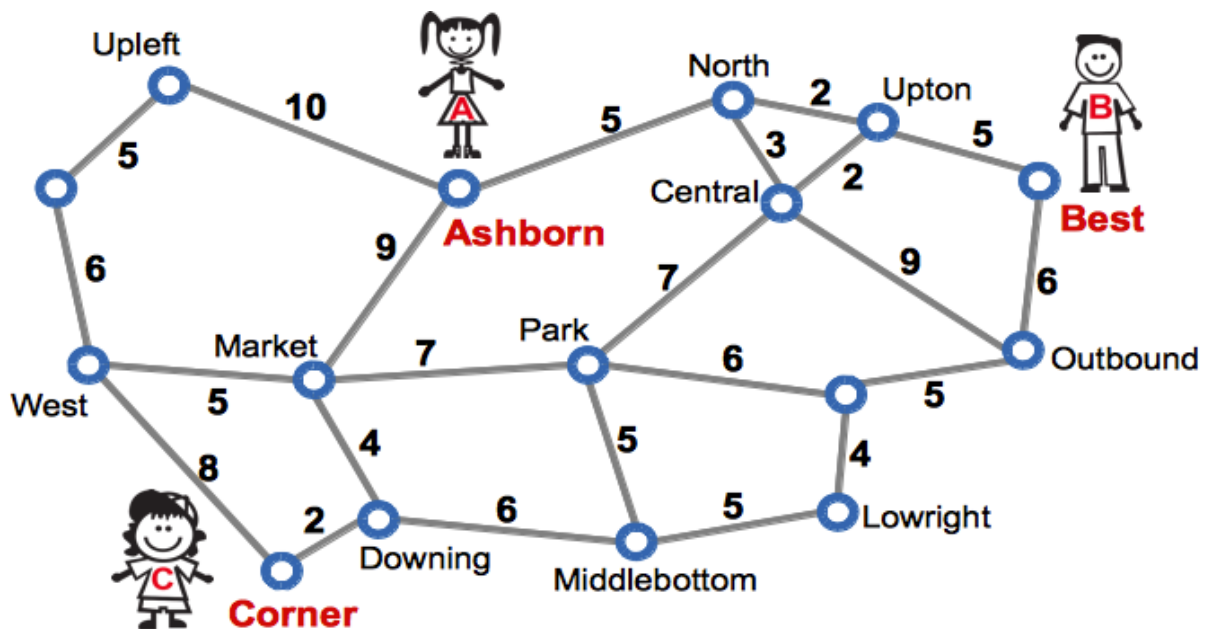 Upleft
10
A
5
North
2
Upton
B
5
5
3
2
Central
Ashborn
Best
9
6
7
9
6
Market
7
Park
6
Outbound
5
West
5
8
4
5
4
2
6
5
Lowright
Downing
Middlebottom
C
Corner